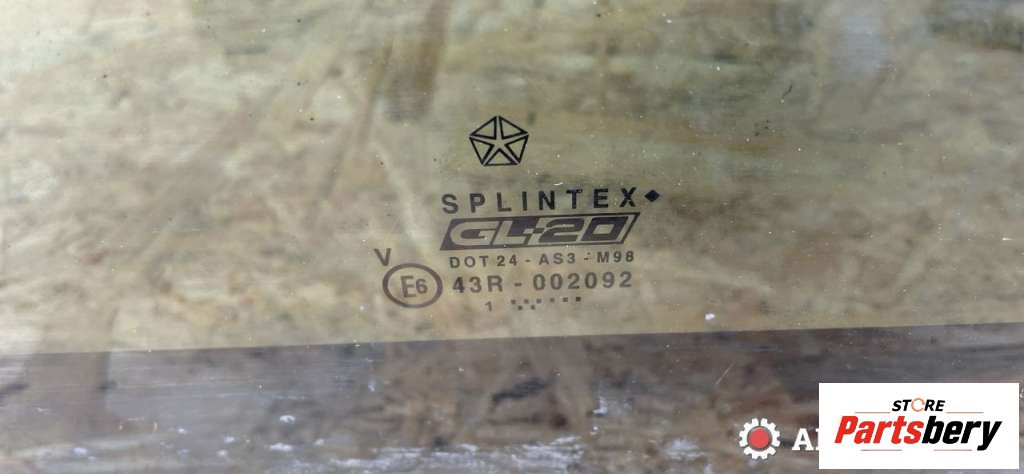 SPLINTEX
GL-20
V
DOT 24 - AS3 - M98
E6 43R - 002092
1
STORE
Partsbery